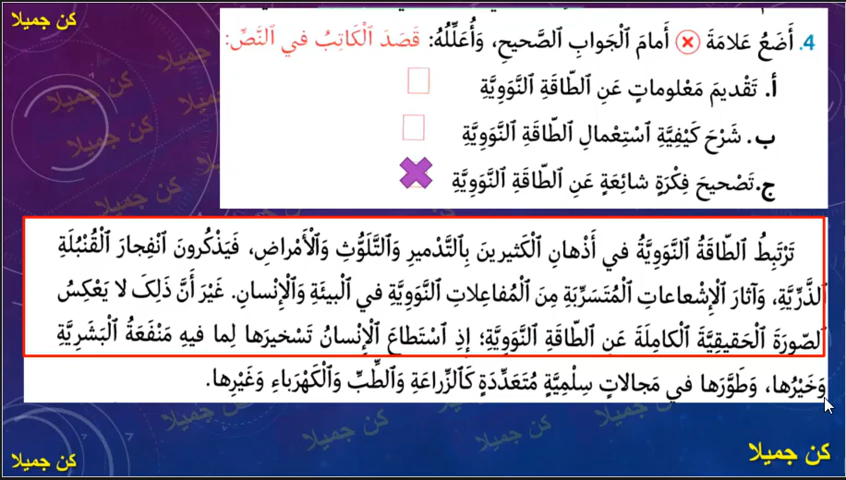 كن جميلا
4. أَضَعُ عَلامَةَ ⊗ أَمامَ ٱلْجَوابِ ٱلصَّحيحِ، وَأُعَلِّلُهُ: قَصَدَ ٱلْكَاتِبُ في ٱلنَّصِّ:
أ. تَقْديمَ مَعْلوماتٍ عَنِ ٱلطّاقَةِ ٱلنَّوَوِيَّةِ
ب. شَرْحَ كَيْفِيَّةِ ٱسْتِعْمالِ ٱلطّاقَةِ ٱلنَّوَوِيَّةِ
ج. تَصْحيحَ فِكْرَةٍ شائِعَةٍ عَنِ ٱلطّاقَةِ ٱلنَّوَوِيَّةِ
تَرْتَبِطُ ٱلطّاقَةُ ٱلنَّوَوِيَّةُ في أَذْهانِ ٱلْكَثيرينَ بِٱلتَّدْميرِ وَٱلتَّلَوُّثِ وَٱلْأَمْراضِ، فَيَذْكُرونَ ٱنْفِجارَ ٱلْقُنْبُلَةِ
ٱلذَّرِّيَّةِ، وَآثارَ ٱلْإِشْعاعاتِ ٱلْمُتَسَرِّبَةِ مِنَ ٱلْمُفاعِلاتِ ٱلنَّوَوِيَّةِ في ٱلْبيئَةِ وَٱلْإِنْسانِ. غَيْرَ أَنَّ ذَلِكَ لا يَعْكِسُ
ٱلصّورَةَ ٱلْحَقيقِيَّةَ ٱلْكامِلَةَ عَنِ ٱلطّاقَةِ ٱلنَّوَوِيَّةِ؛ إِذِ ٱسْتَطاعَ ٱلْإِنْسانُ تَسْخيرَها لِما فيهِ مَنْفَعَةُ ٱلْبَشَرِيَّةِ
وَخَيْرُها، وَطَوَّرَها في مَجالاتٍ سِلْمِيَّةٍ مُتَعَدِّدَةٍ كَٱلزِّراعَةِ وَٱلطِّبِّ وَٱلْكَهْرَباءِ وَغَيْرِها.
كن جميلا
كن جميلا